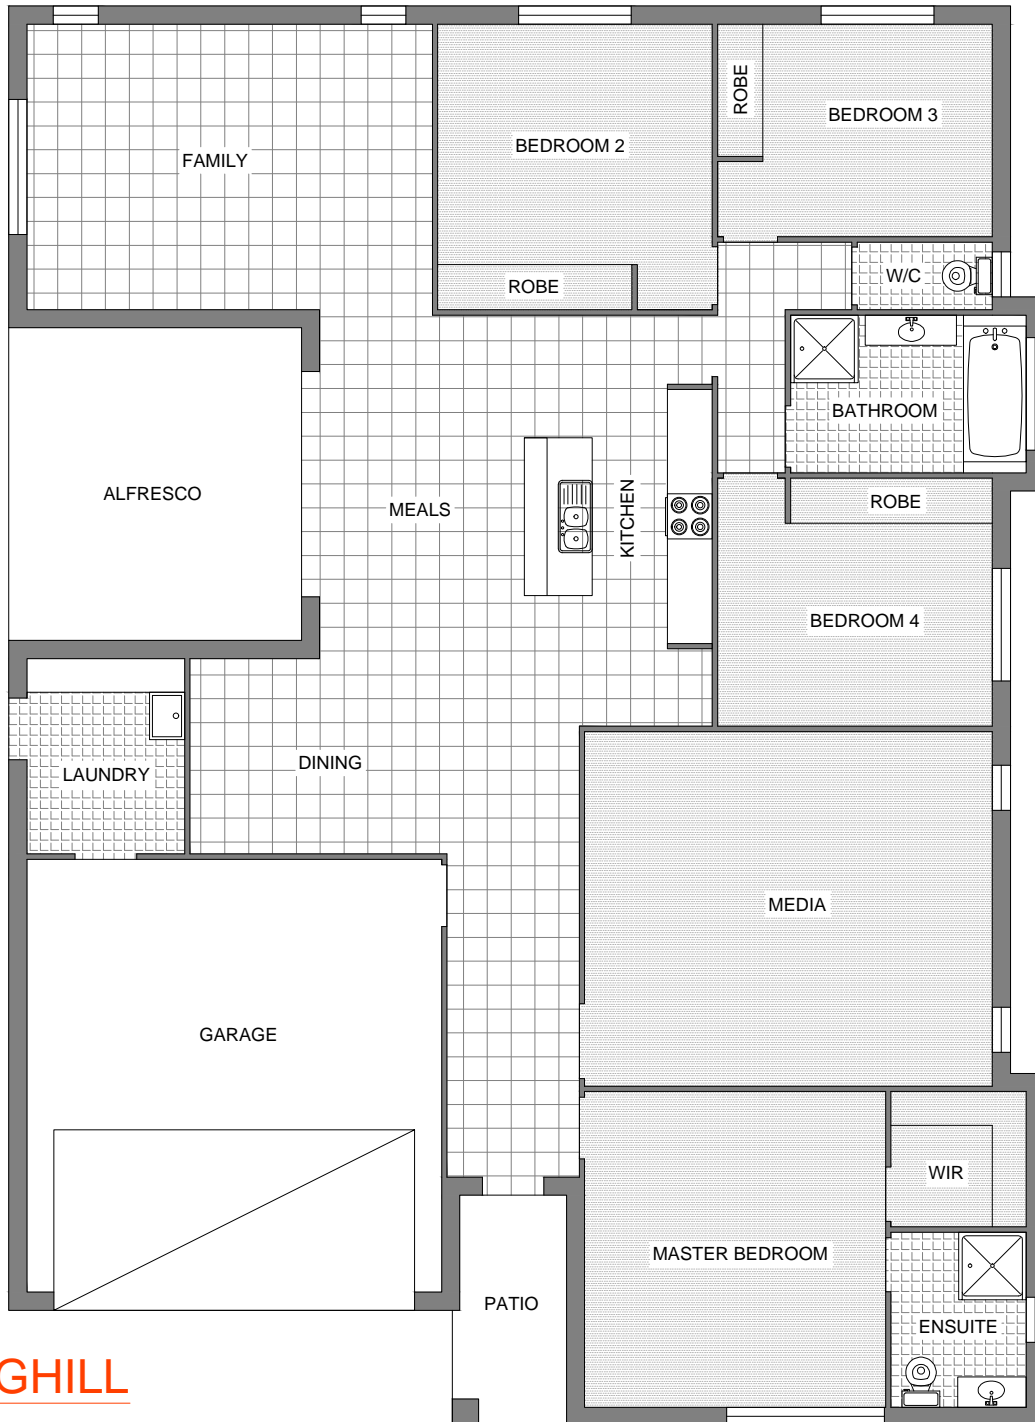 ROBE
BEDROOM 3
BEDROOM 2
FAMILY
W/C
ROBE
BATHROOM
ALFRESCO
MEALS
KITCHEN
ROBE
BEDROOM 4
DINING
LAUNDRY
MEDIA
GARAGE
WIR
MASTER BEDROOM
PATIO
ENSUITE
GHILL